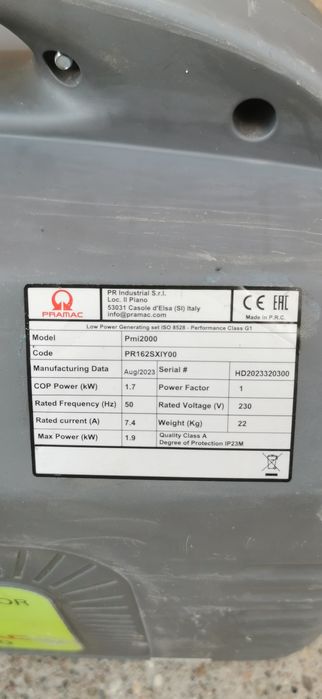 PRAMAC
PR Industrial S.r.l.
Loc. Il Piano
53031 Casole d'Elsa (SI) Italy
info@pramac.com
CE EAC
Made in P.R.C.
Low Power Generating set ISO 8528 - Performance Class G1
Model Pmi2000
Code PR162SXIY00
Manufacturing Data Aug/2023 Serial # HD2023320300
COP Power (kW) 1.7 Power Factor 1
Rated Frequency (Hz) 50 Rated Voltage (V) 230
Rated current (A) 7.4 Weight (Kg) 22
Max Power (kW) 1.9 Quality Class A
Degree of Protection IP23M
OR